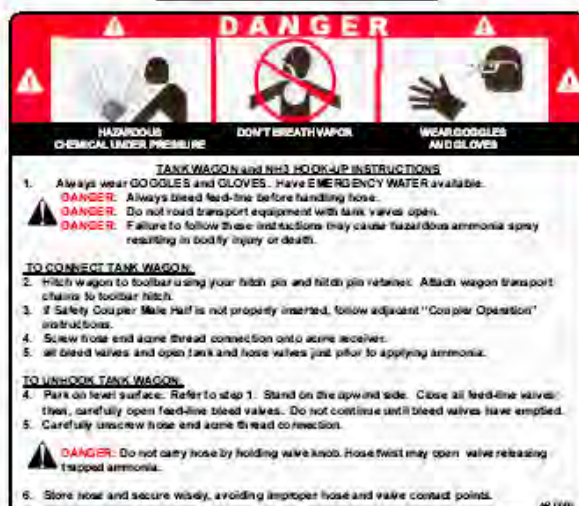 DANGER
HAZARDOUS
CHEMICAL UNDER PRESSURE
DON'T BREATH VAPOR
WEAR GOGGLES
AND GLOVES
TANK WAGON and NH3 HOOK-UP INSTRUCTIONS
1. Always wear GOGGLES and GLOVES. Have EMERGENCY WATER available.
DANGER: Always bleed feed-line before handling hose.
DANGER: Do not road transport equipment with tank valves open.
DANGER: Failure to follow these instructions may cause hazardous ammonia spray
resulting in bodily injury or death.
TO CONNECT TANK WAGON:
2. Hitch wagon to toolbar using your hitch pin and hitch pin retainer. Attach wagon transport
chains to toolbar hitch.
3. If Safety Coupler Male Half is not properly inserted, follow adjacent "Coupler Operation"
instructions.
4. Screw hose end acme thread connection onto acme receiver.
5. all bleed valves and open tank and hose valves just prior to applying ammonia.
TO UNHOOK TANK WAGON:
4. Park on level surface. Refer to step 1. Stand on the upwind side. Close all feed-line valves;
then, carefully open feed-line bleed valves. Do not continue until bleed valves have emptied.
5. Carefully unscrew hose end acme thread connection.
DANGER: Do not carry hose by holding valve knob. Hose twist may open valve releasing
trapped ammonia.
6. Store hose and secure wisely, avoiding improper hose and valve contact points.